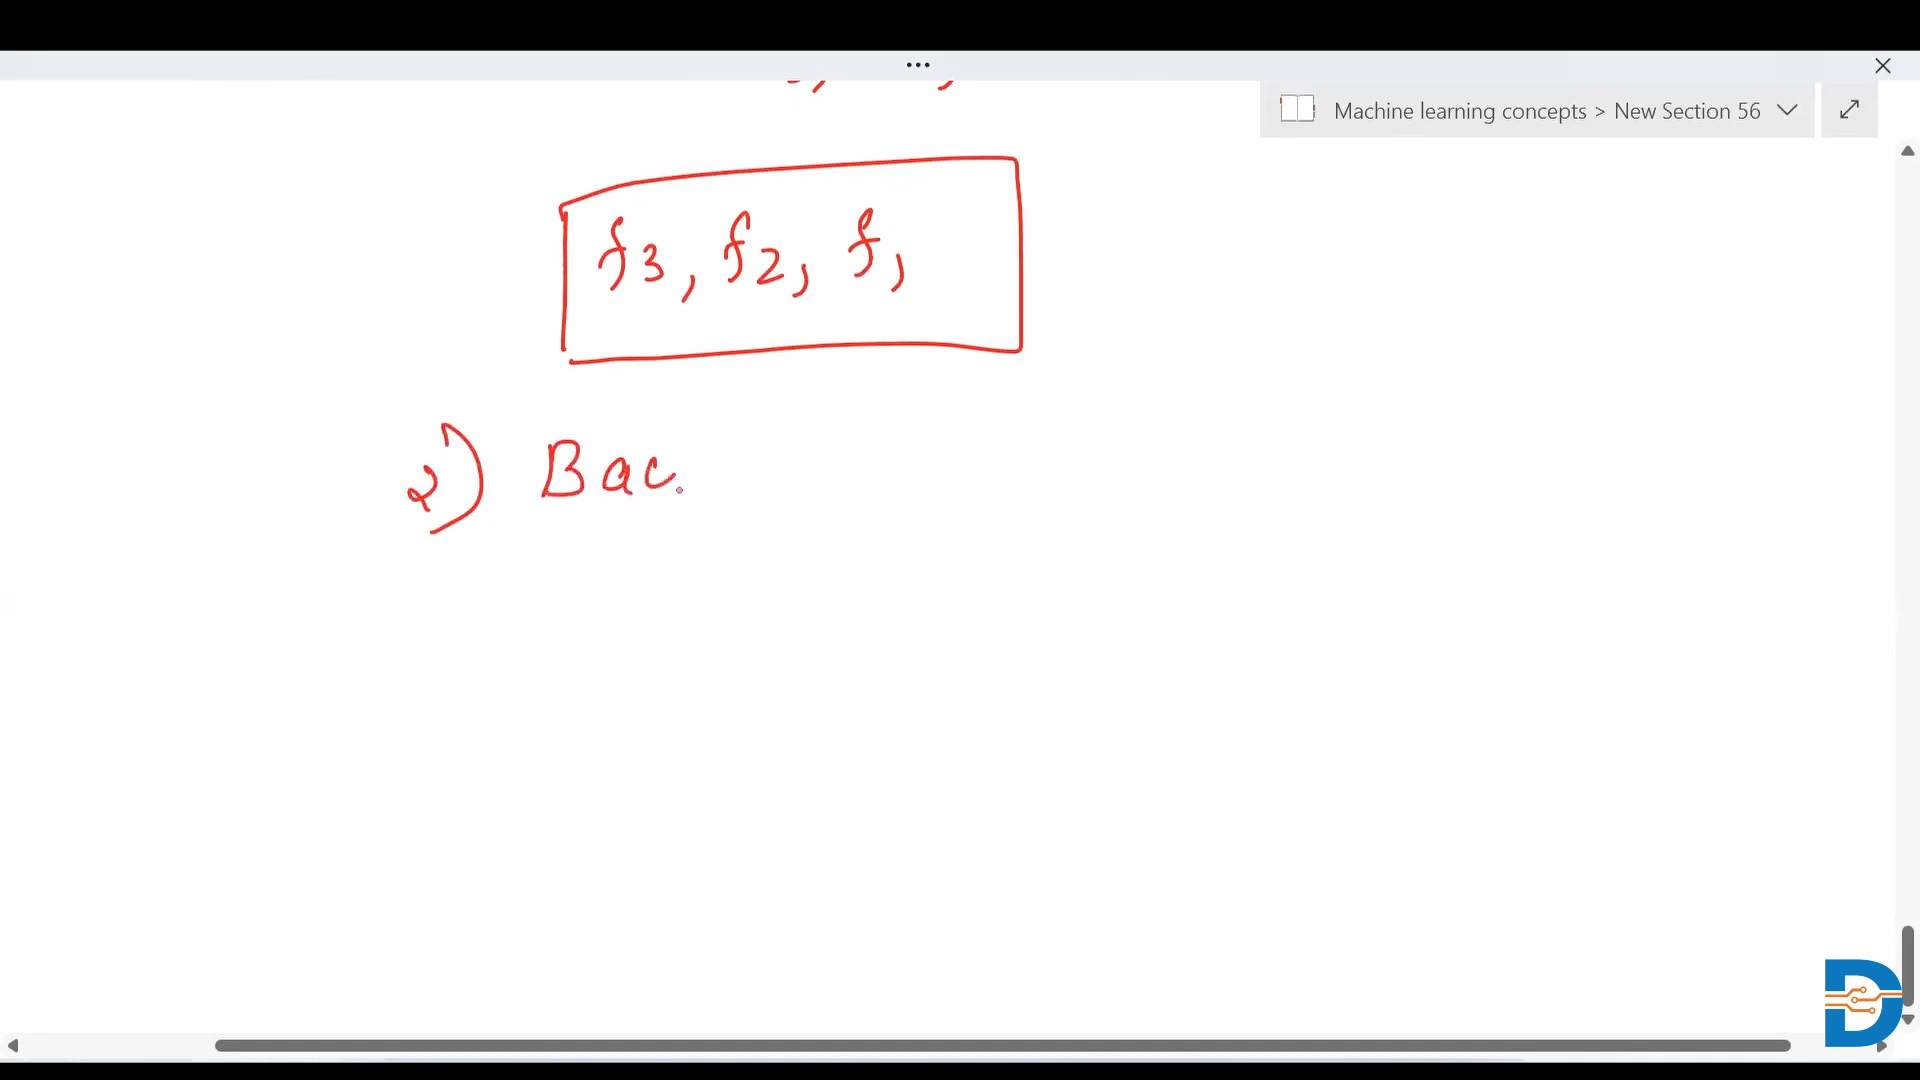 Machine learning concepts > New Section 56
f3, f2, f1
2) Bac